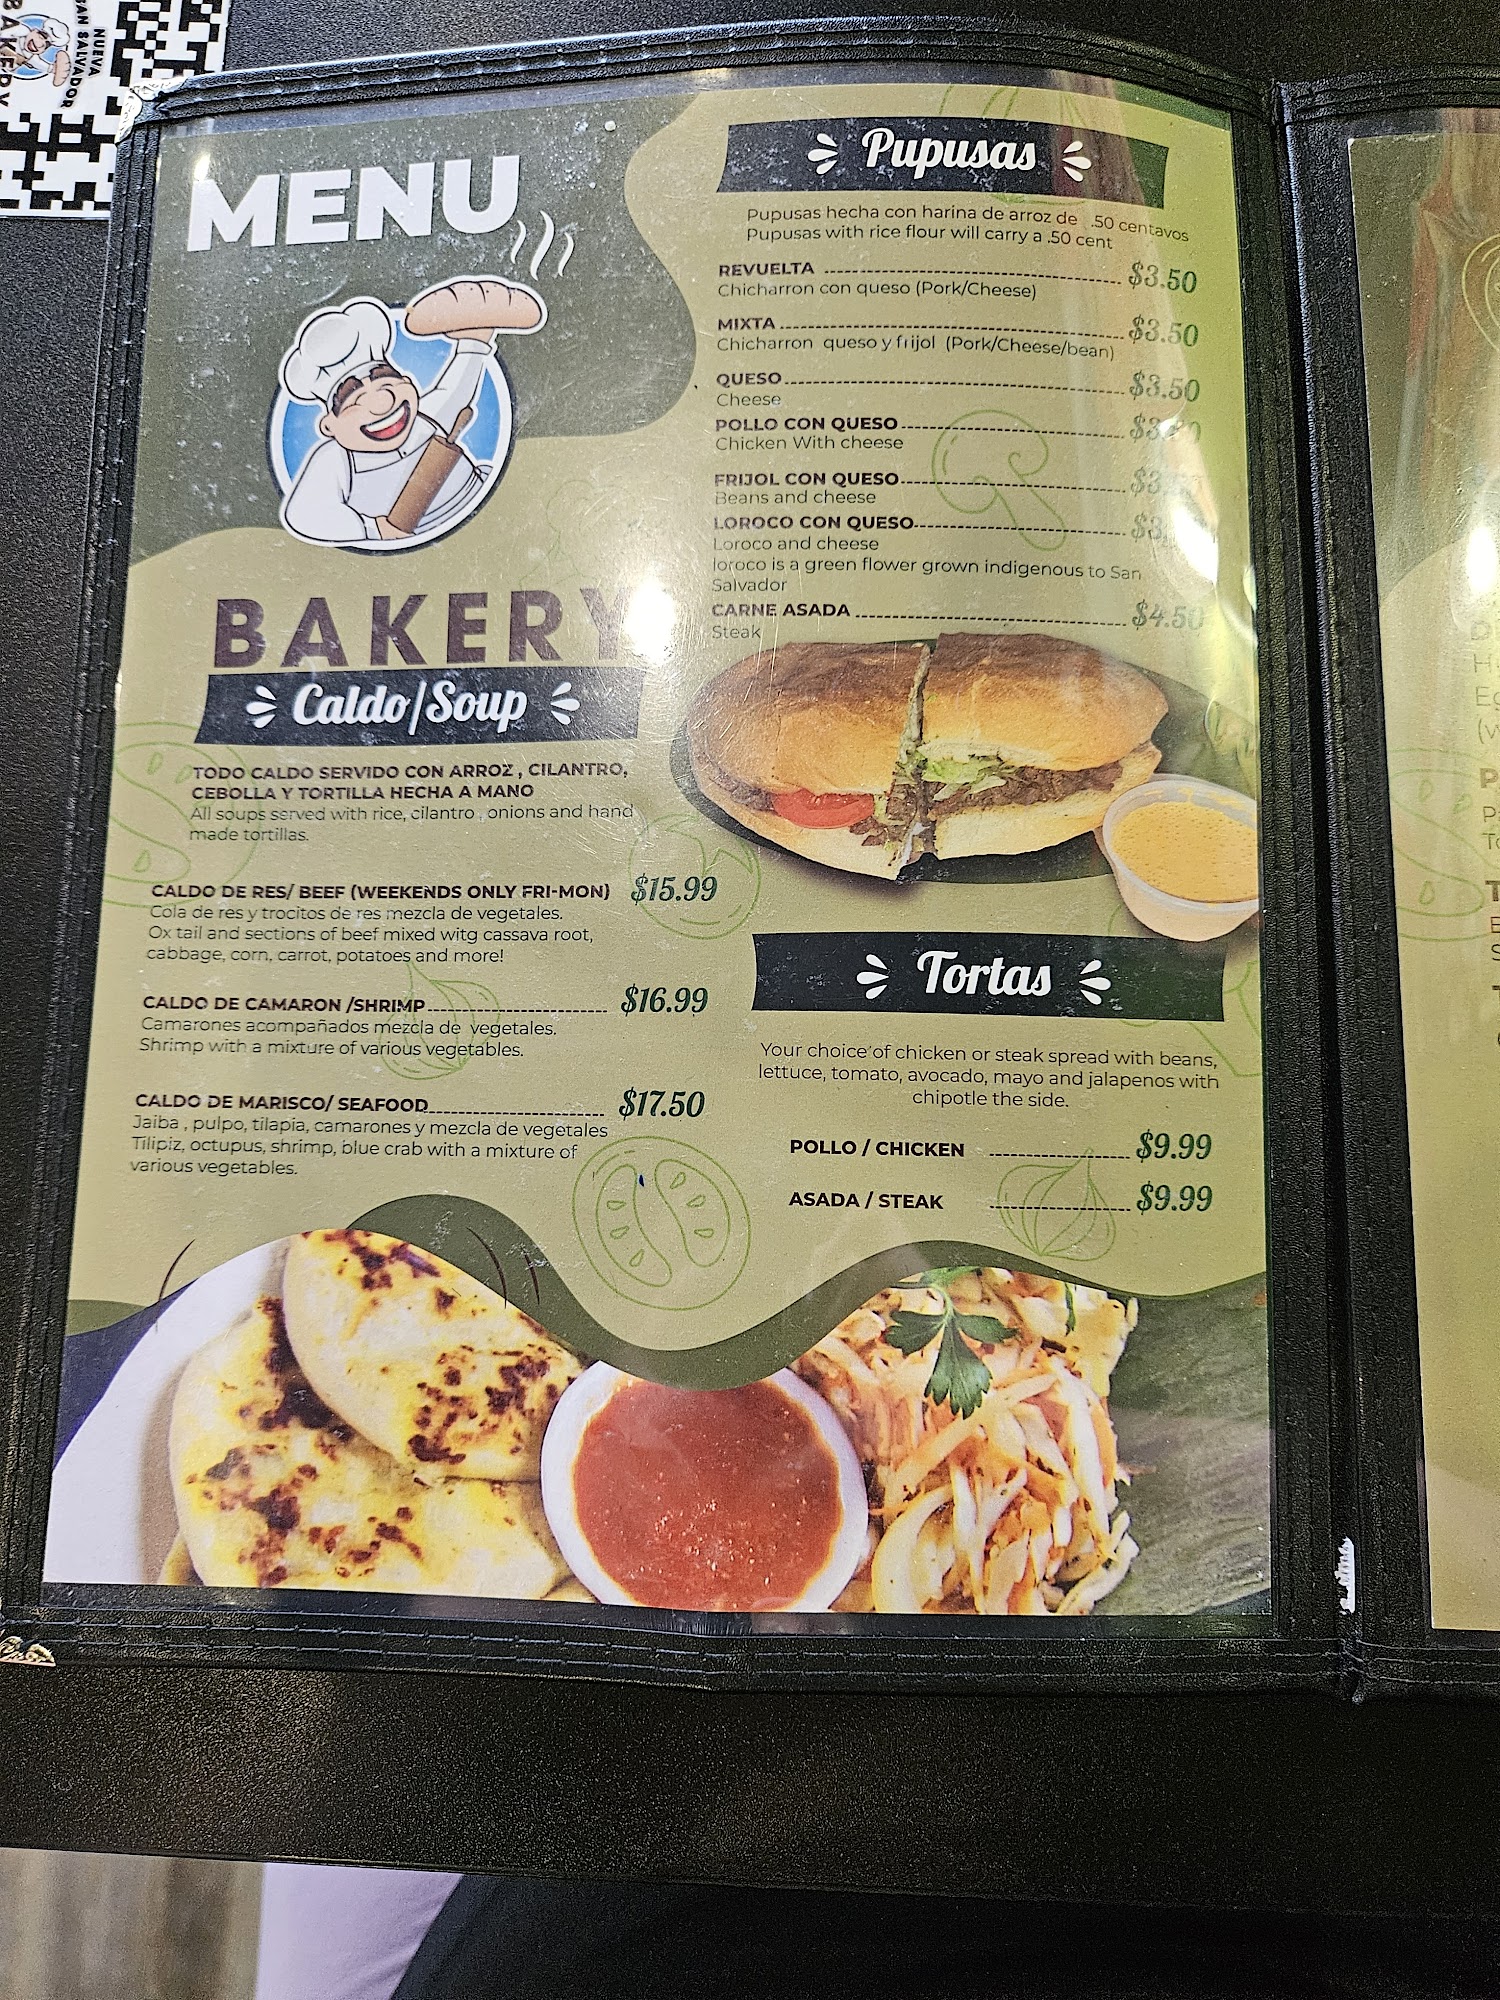 NUEVA
SAN SALVADOR
BAKERY
MENU
BAKERY
Caldo/Soup
TODO CALDO SERVIDO CON ARROZ , CILANTRO,
CEBOLLA Y TORTILLA HECHA A MANO
All soups served with rice, cilantro , onions and hand
made tortillas.
CALDO DE RES/ BEEF (WEEKENDS ONLY FRI-MON) $15.99
Cola de res y trocitos de res mezcla de vegetales.
Ox tail and sections of beef mixed witg cassava root,
cabbage, corn, carrot, potatoes and more!
CALDO DE CAMARON /SHRIMP $16.99
Camarones acompañados mezcla de vegetales.
Shrimp with a mixture of various vegetables.
CALDO DE MARISCO/ SEAFOOD $17.50
Jaiba , pulpo, tilapia, camarones y mezcla de vegetales
Tilipiz, octupus, shrimp, blue crab with a mixture of
various vegetables.
Pupusas
Pupusas hecha con harina de arroz de .50 centavos
Pupusas with rice flour will carry a .50 cent
REVUELTA $3.50
Chicharron con queso (Pork/Cheese)
MIXTA $3.50
Chicharron queso y frijol (Pork/Cheese/bean)
QUESO $3.50
Cheese
POLLO CON QUESO
Chicken With cheese
FRIJOL CON QUESO
Beans and cheese
LOROCO CON QUESO
Loroco and cheese
loroco is a green flower grown indigenous to San
Salvador
CARNE ASADA $4.50
Steak
Tortas
Your choice of chicken or steak spread with beans,
lettuce, tomato, avocado, mayo and jalapenos with
chipotle the side.
POLLO / CHICKEN $9.99
ASADA / STEAK $9.99